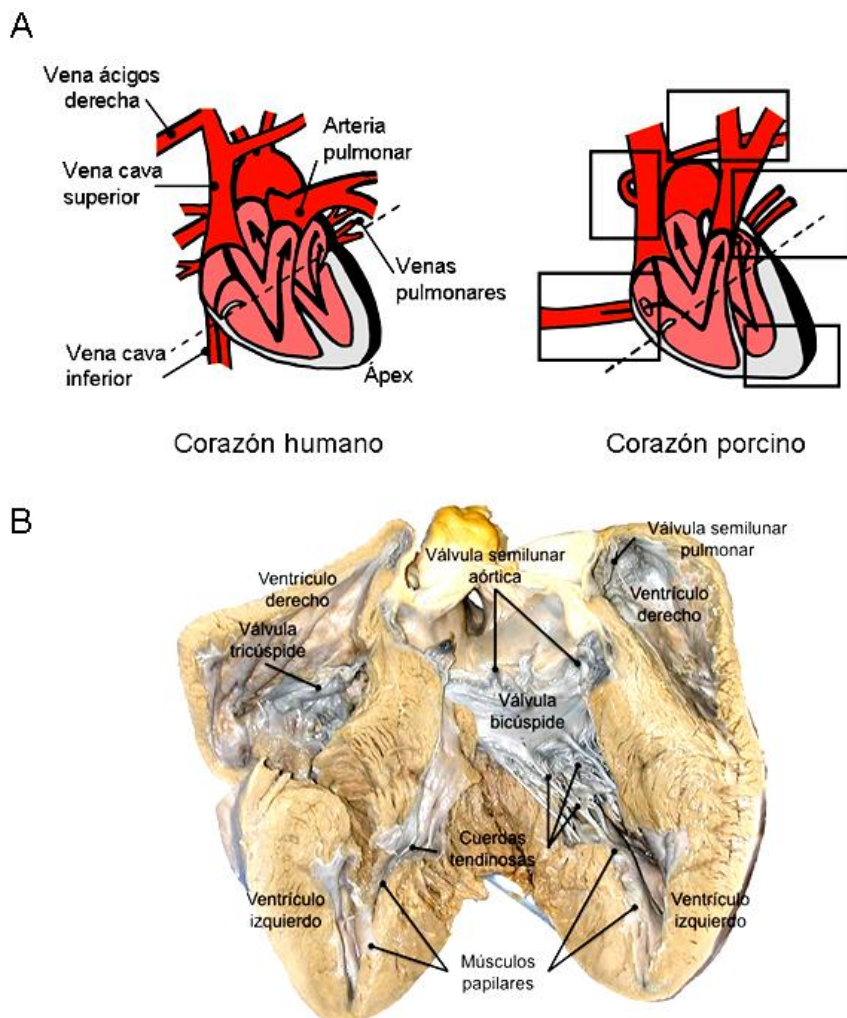 A
Vena ácigos
derecha
Vena cava
superior
Vena cava
inferior
Arteria
pulmonar
Venas
pulmonares
Ápex
Corazón humano
Corazón porcino
B
Ventrículo
derecho
Válvula
tricúspide
Válvula semilunar
aórtica
Válvula semilunar
pulmonar
Ventrículo
derecho
Válvula
bicúspide
Cuerdas
tendinosas
Ventrículo
izquierdo
Ventrículo
izquierdo
Músculos
papilares